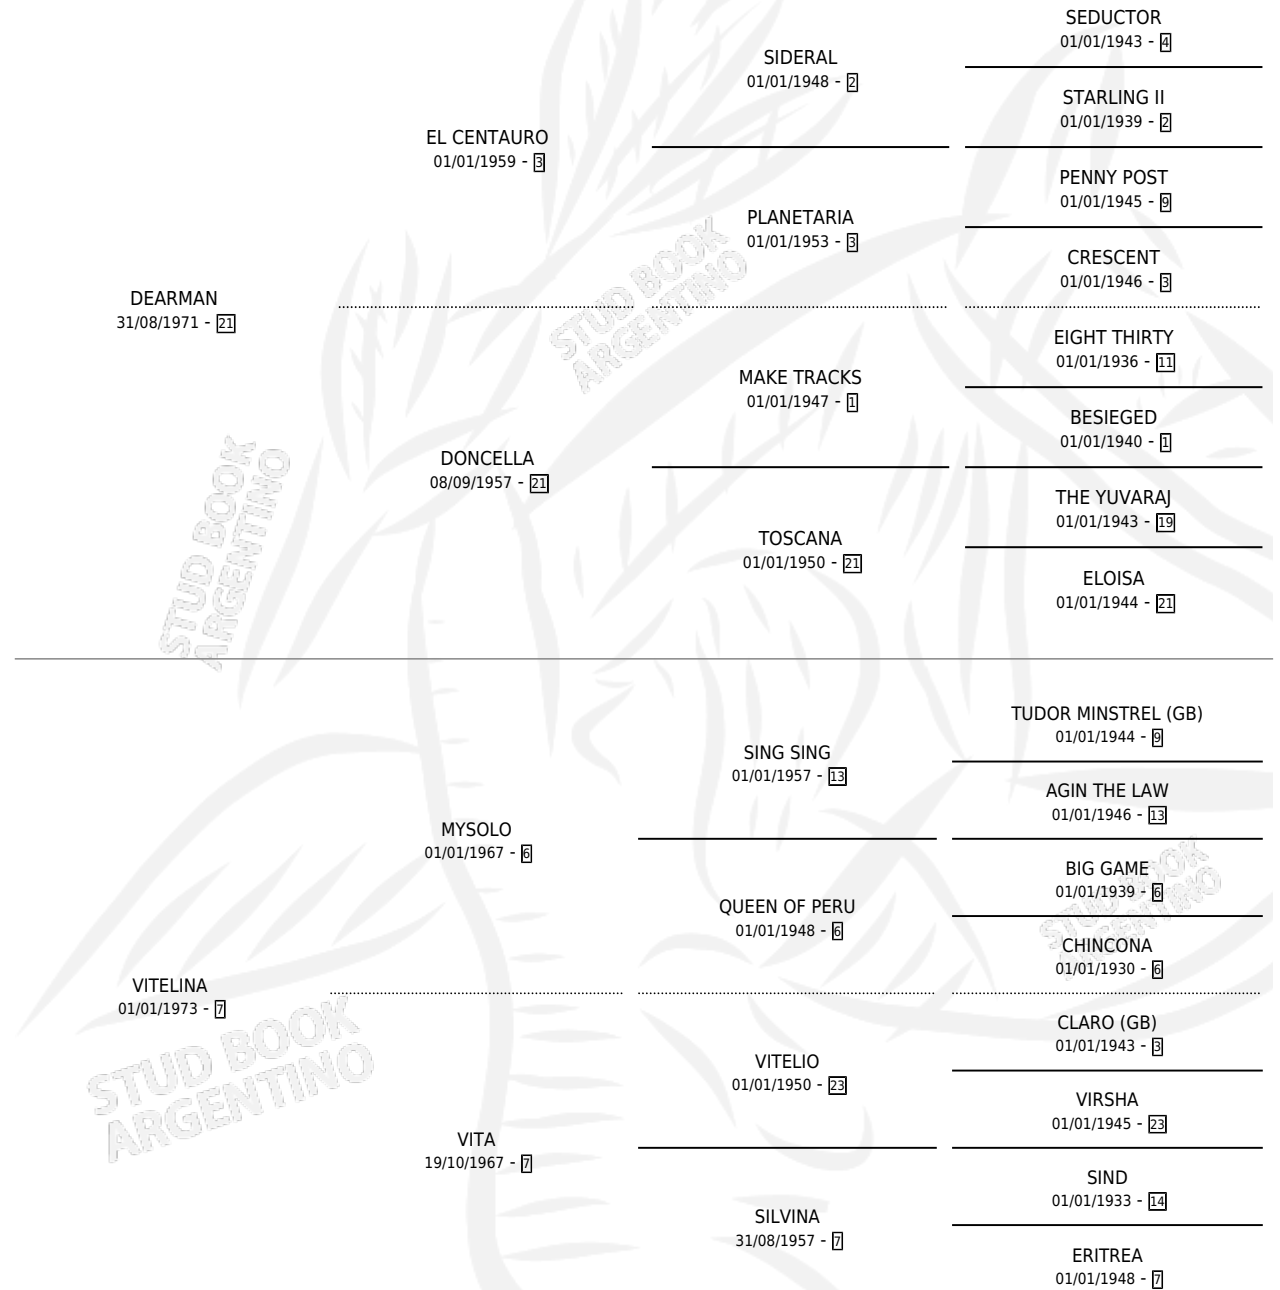 SEDUCTOR
01/01/1943 - 4
SIDERAL
01/01/1948 - 2
STARLING II
01/01/1939 - 2
EL CENTAURO
01/01/1959 - 3
PENNY POST
01/01/1945 - 9
PLANETARIA
01/01/1953 - 3
CRESCENT
01/01/1946 - 3
DEARMAN
31/08/1971 - 21
STUD BOOK
ARGENTINO
EIGHT THIRTY
01/01/1936 - 11
MAKE TRACKS
01/01/1947 - 1
BESIEGED
01/01/1940 - 1
DONCELLA
08/09/1957 - 21
THE YUVARAJ
01/01/1943 - 19
TOSCANA
01/01/1950 - 21
ELOISA
01/01/1944 - 21
STUD BOOK
ARGENTINO
TUDOR MINSTREL (GB)
01/01/1944 - 9
SING SING
01/01/1957 - 13
AGIN THE LAW
01/01/1946 - 13
MYSOLO
01/01/1967 - 6
BIG GAME
01/01/1939 - 6
QUEEN OF PERU
01/01/1948 - 6
STUD BOOK
ARGENTINO
CHINCONA
01/01/1930 - 6
VITELINA
01/01/1973 - 7
STUD BOOK
ARGENTINO
CLARO (GB)
01/01/1943 - 3
VITELIO
01/01/1950 - 23
VIRSHA
01/01/1945 - 23
VITA
19/10/1967 - 7
SIND
01/01/1933 - 14
SILVINA
31/08/1957 - 7
ERITREA
01/01/1948 - 7